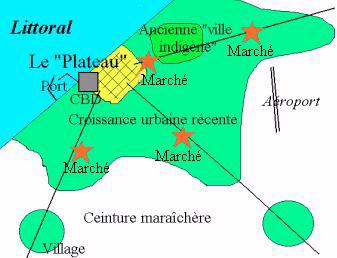 Littoral
Ancienne "ville
indigène"
Marché
Le "Plateau"
Marché
Port
CBD
Aéroport
Croissance urbaine récente
Marché
Marché
Ceinture maraîchère
Village